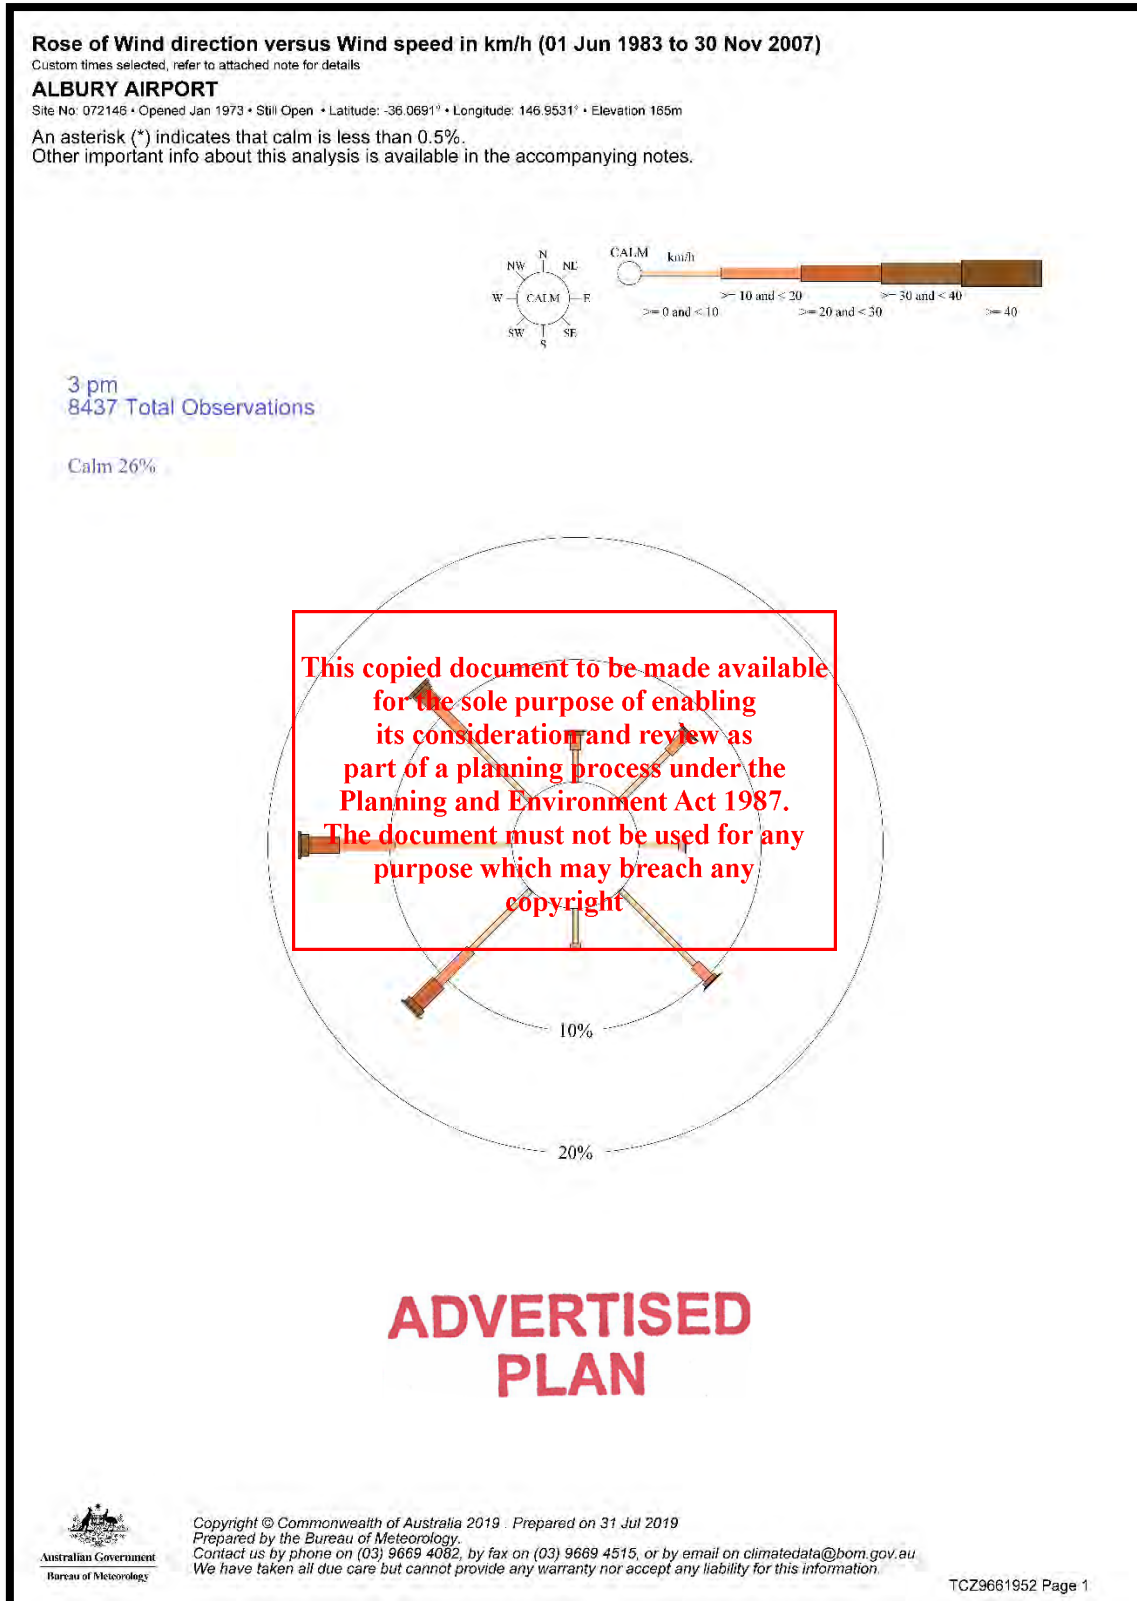 Rose of Wind direction versus Wind speed in km/h (01 Jun 1983 to 30 Nov 2007)
Custom times selected, refer to attached note for details
ALBURY AIRPORT
Site No: 072146 • Opened Jan 1973 • Still Open • Latitude: -36.0691° • Longitude: 146.9531° • Elevation 165m
An asterisk (*) indicates that calm is less than 0.5%.
Other important info about this analysis is available in the accompanying notes.
N
NW NE
W CALM E
SW SE
S
CALM km/h
>= 10 and < 20 >= 30 and < 40
>= 0 and < 10 >= 20 and < 30 >= 40
3 pm
8437 Total Observations
Calm 26%
This copied document to be made available
for the sole purpose of enabling
its consideration and review as
part of a planning process under the
Planning and Environment Act 1987.
The document must not be used for any
purpose which may breach any
copyright
10%
20%
ADVERTISED
PLAN
Australian Government
Bureau of Meteorology
Copyright © Commonwealth of Australia 2019 . Prepared on 31 Jul 2019
Prepared by the Bureau of Meteorology.
Contact us by phone on (03) 9669 4082, by fax on (03) 9669 4515, or by email on climatedata@bom.gov.au
We have taken all due care but cannot provide any warranty nor accept any liability for this information.
TCZ9661952 Page 1